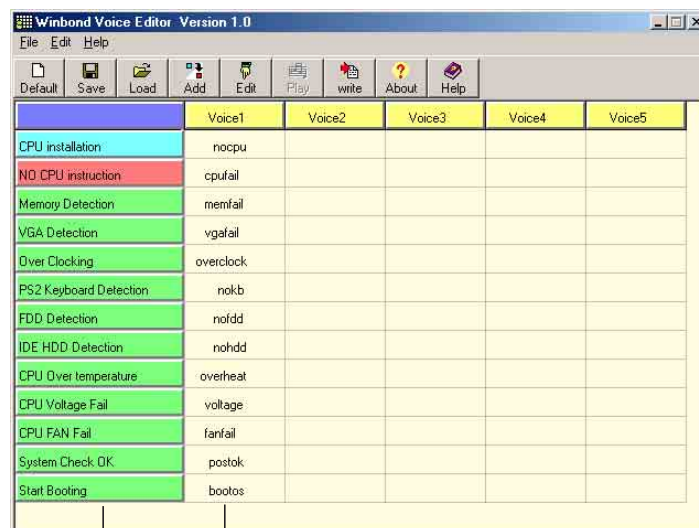 Winbond Voice Editor Version 1.0
File Edit Help
Default Save Load Add Edit Play write About Help
Voice1 Voice2 Voice3 Voice4 Voice5
CPU installation nocpu
NO CPU instruction cpufail
Memory Detection memfail
VGA Detection vgafail
Over Clocking overclock
PS2 Keyboard Detection nokb
FDD Detection nofdd
IDE HDD Detection nohdd
CPU Over temperature overheat
CPU Voltage Fail voltage
CPU FAN Fail fanfail
System Check OK postok
Start Booting bootos